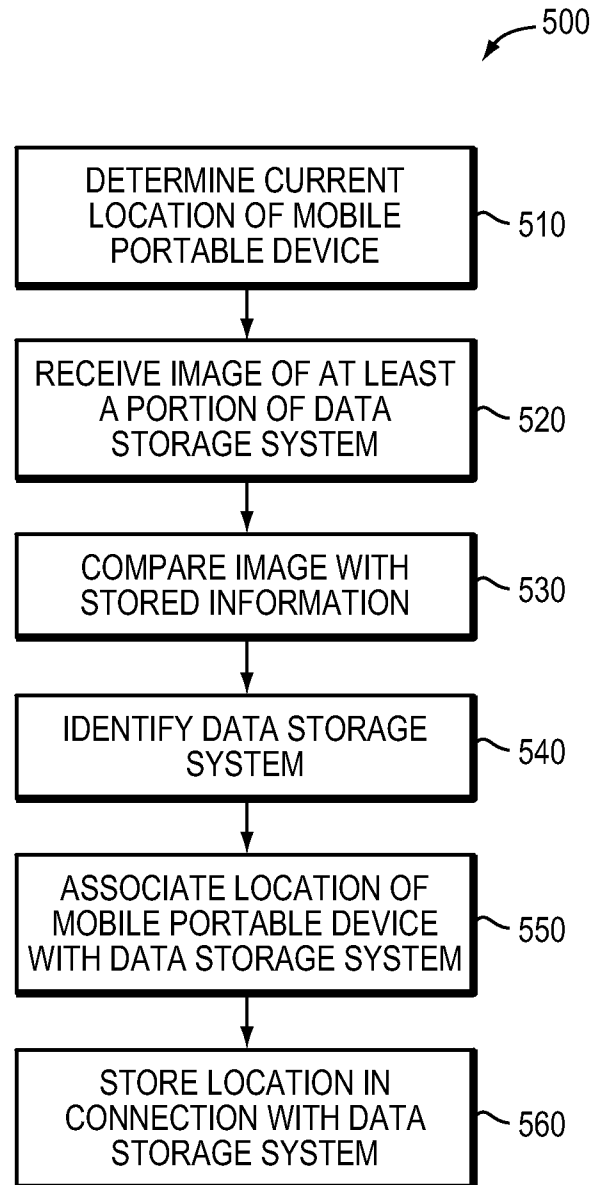 500
DETERMINE CURRENT
LOCATION OF MOBILE
PORTABLE DEVICE
510
RECEIVE IMAGE OF AT LEAST
A PORTION OF DATA
STORAGE SYSTEM
520
COMPARE IMAGE WITH
STORED INFORMATION
530
IDENTIFY DATA STORAGE
SYSTEM
540
ASSOCIATE LOCATION OF
MOBILE PORTABLE DEVICE
WITH DATA STORAGE SYSTEM
550
STORE LOCATION IN
CONNECTION WITH DATA
STORAGE SYSTEM
560